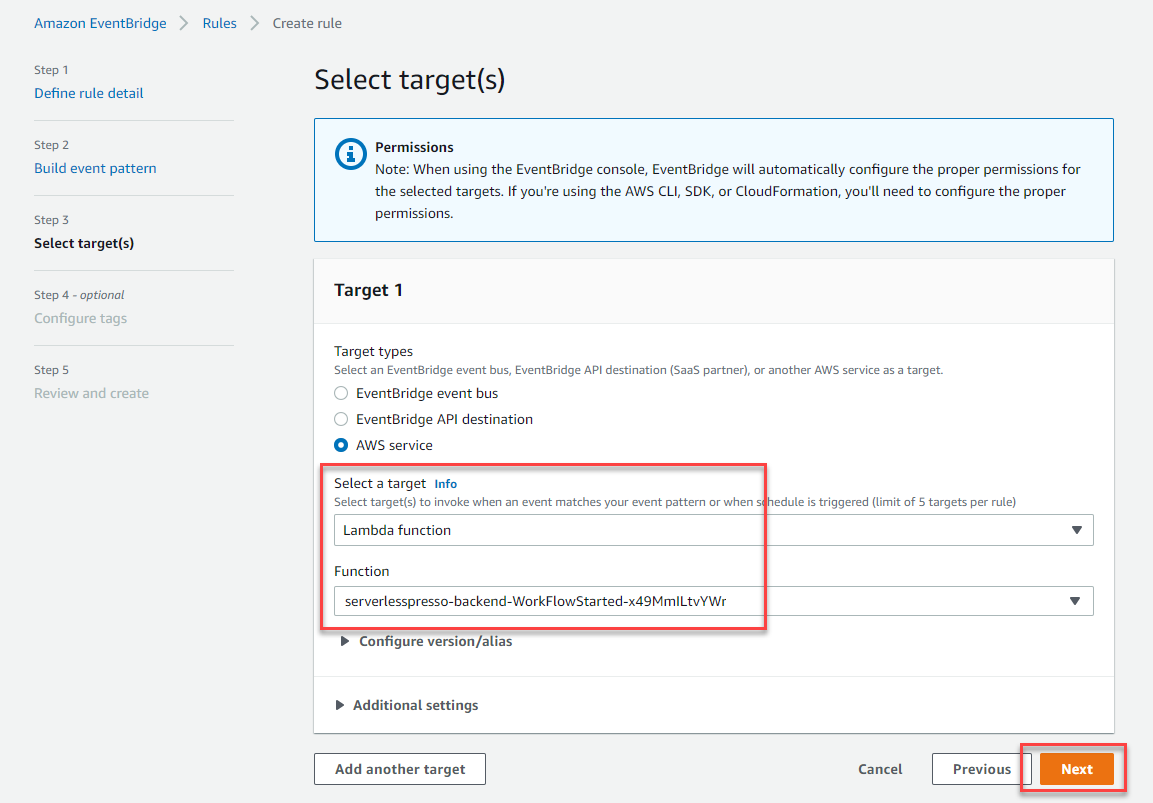 Amazon EventBridge > Rules > Create rule
Step 1
Define rule detail
Step 2
Build event pattern
Step 3
Select target(s)
Step 4 - optional
Configure tags
Step 5
Review and create
Select target(s)
Permissions
Note: When using the EventBridge console, EventBridge will automatically configure the proper permissions for
the selected targets. If you're using the AWS CLI, SDK, or CloudFormation, you'll need to configure the proper
permissions.
Target 1
Target types
Select an EventBridge event bus, EventBridge API destination (SaaS partner), or another AWS service as a target.
EventBridge event bus
EventBridge API destination
AWS service
Select a target Info
Select target(s) to invoke when an event matches your event pattern or when schedule is triggered (limit of 5 targets per rule)
Lambda function
Function
serverlesspresso-backend-WorkFlowStarted-x49MmILtvYWr
Configure version/alias
Additional settings
Add another target
Cancel
Previous
Next